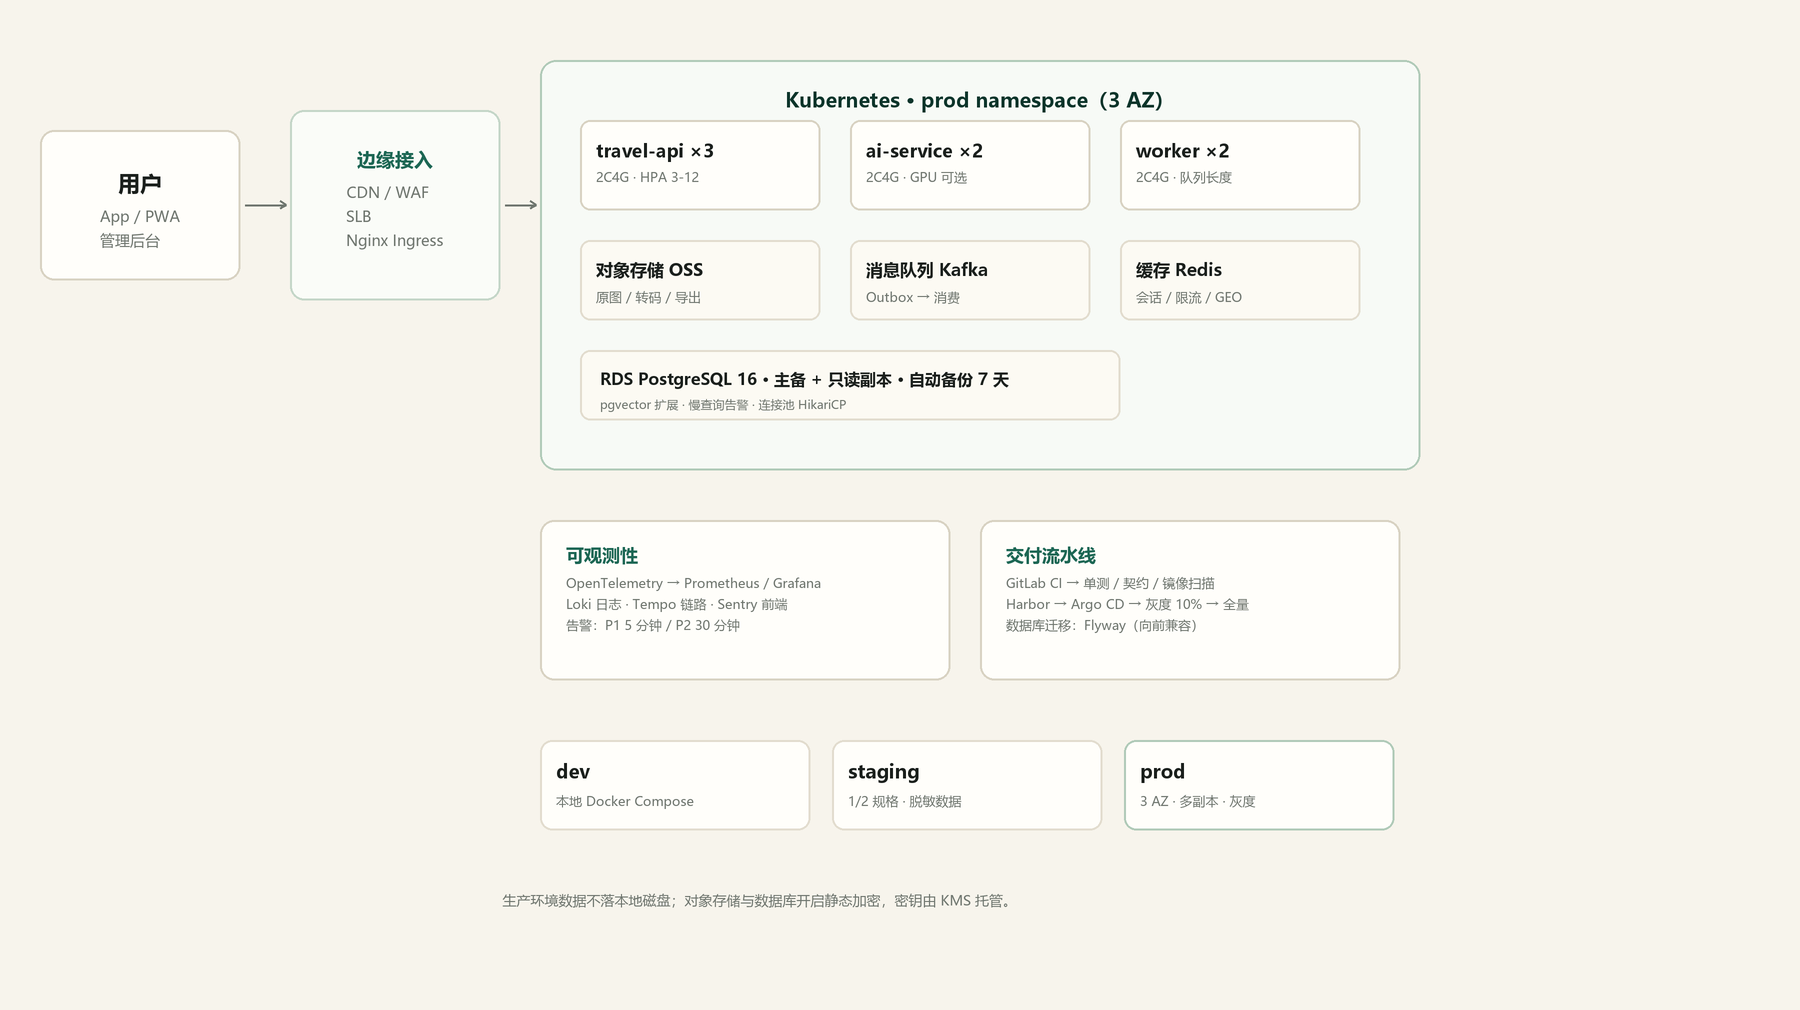 用户
App / PWA
管理后台
边缘接入
CDN / WAF
SLB
Nginx Ingress
Kubernetes • prod namespace（3 AZ）
travel-api ×3
2C4G · HPA 3-12
ai-service ×2
2C4G · GPU 可选
worker ×2
2C4G · 队列长度
对象存储 OSS
原图 / 转码 / 导出
消息队列 Kafka
Outbox → 消费
缓存 Redis
会话 / 限流 / GEO
RDS PostgreSQL 16 • 主备 + 只读副本 • 自动备份 7 天
pgvector 扩展 · 慢查询告警 · 连接池 HikariCP
可观测性
OpenTelemetry → Prometheus / Grafana
Loki 日志 · Tempo 链路 · Sentry 前端
告警：P1 5 分钟 / P2 30 分钟
交付流水线
GitLab CI → 单测 / 契约 / 镜像扫描
Harbor → Argo CD → 灰度 10% → 全量
数据库迁移：Flyway（向前兼容）
dev
本地 Docker Compose
staging
1/2 规格 · 脱敏数据
prod
3 AZ · 多副本 · 灰度
生产环境数据不落本地磁盘；对象存储与数据库开启静态加密，密钥由 KMS 托管。